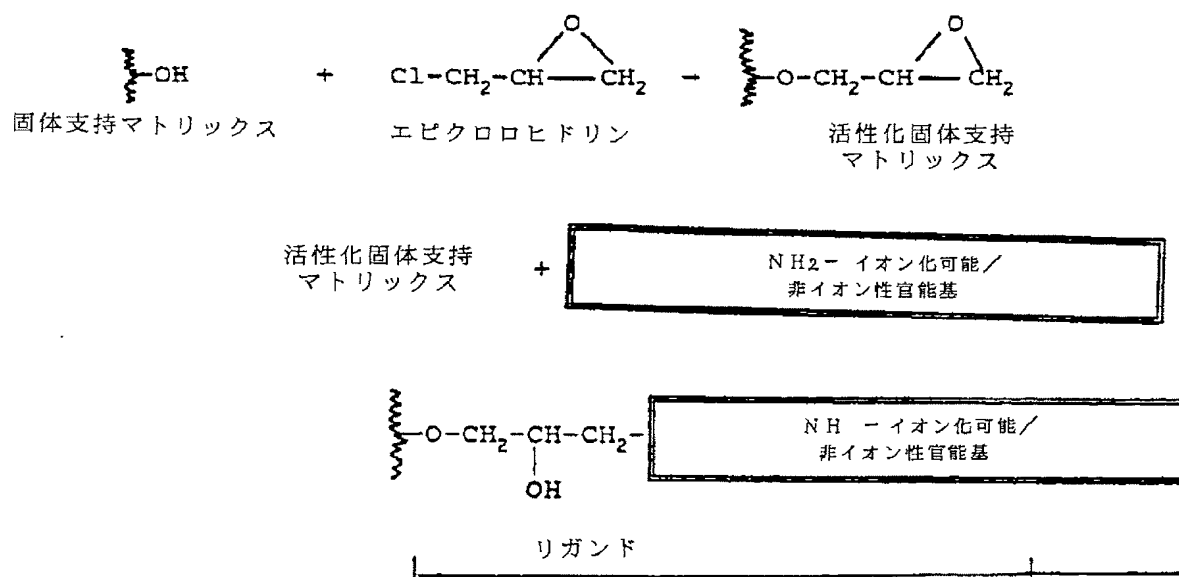 O O
OH + Cl-CH2-CH-CH2 - O-CH2-CH-CH2
固体支持マトリックス エピクロロヒドリン 活性化固体支持
マトリックス
活性化固体支持
マトリックス
+
NH2- イオン化可能/
非イオン性官能基
O-CH2-CH-CH2-
OH
NH -イオン化可能/
非イオン性官能基
リガンド